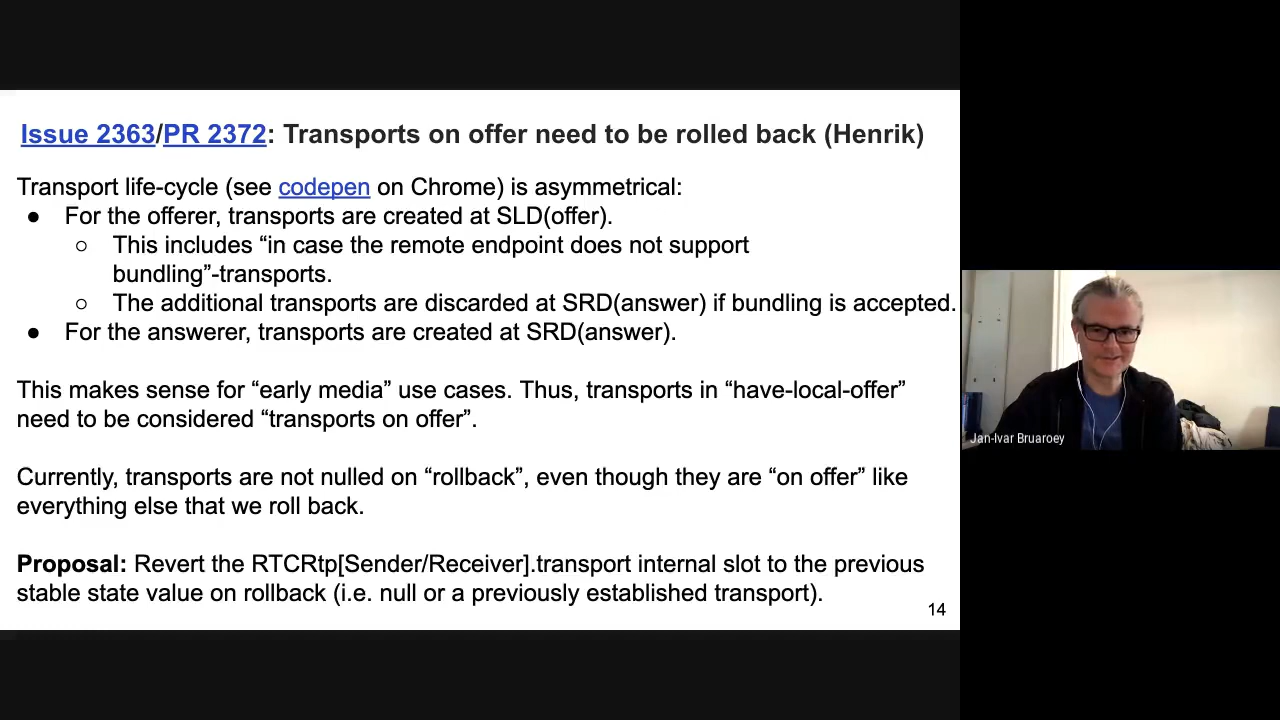 Issue 2363/PR 2372: Transports on offer need to be rolled back (Henrik)
Transport life-cycle (see codepen on Chrome) is asymmetrical:
● For the offerer, transports are created at SLD(offer).
○ This includes “in case the remote endpoint does not support
bundling”-transports.
○ The additional transports are discarded at SRD(answer) if bundling is accepted.
● For the answerer, transports are created at SRD(answer).
This makes sense for “early media” use cases. Thus, transports in “have-local-offer”
need to be considered “transports on offer”.
Currently, transports are not nulled on “rollback”, even though they are “on offer” like
everything else that we roll back.
Proposal: Revert the RTCRtp[Sender/Receiver].transport internal slot to the previous
stable state value on rollback (i.e. null or a previously established transport).
14
Jan-Ivar Bruaroey